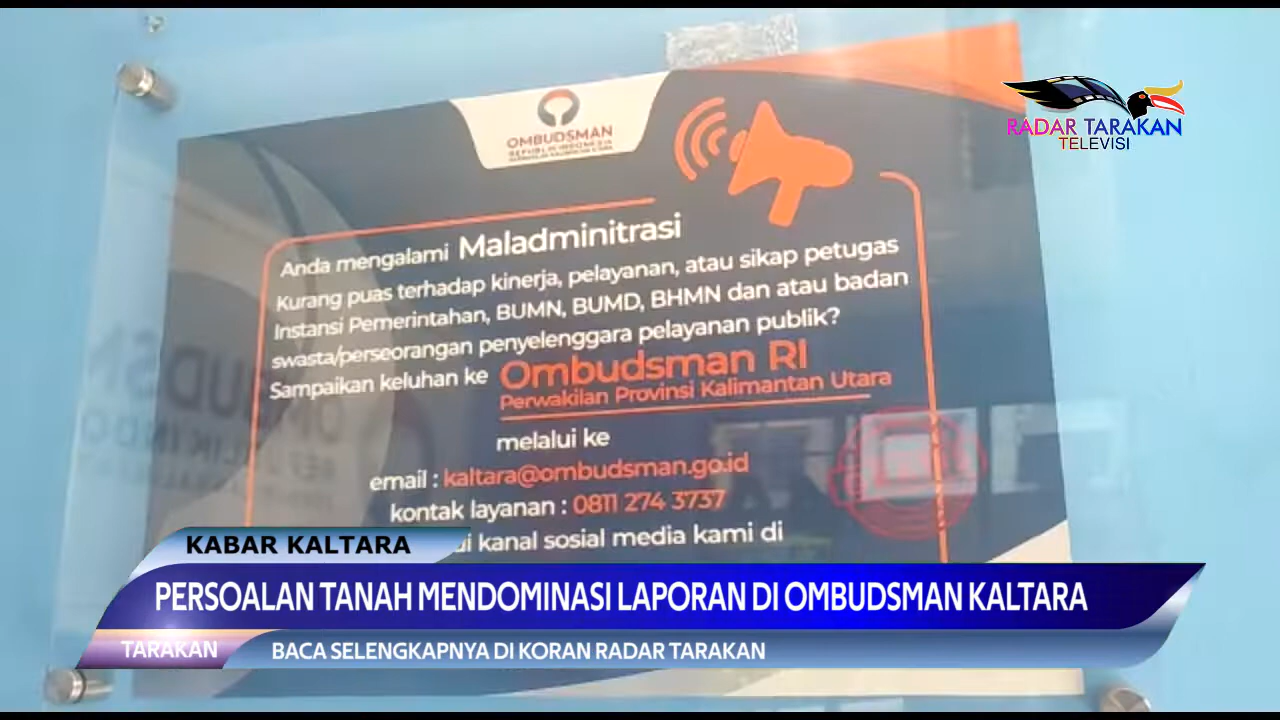 OMBUDSMAN
REPUBLIK INDONESIA
RADAR TARAKAN
TELEVISI
Anda mengalami Maladminitrasi
Kurang puas terhadap kinerja, pelayanan, atau sikap petugas
Instansi Pemerintahan, BUMN, BUMD, BHMN dan atau badan
swasta/perseorangan penyelenggara pelayanan publik?
Sampaikan keluhan ke Ombudsman RI
Perwakilan Provinsi Kalimantan Utara
melalui ke
email : kaltara@ombudsman.go.id
kontak layanan : 0811 274 3737
kanal sosial media kami di
KABAR KALTARA
PERSOALAN TANAH MENDOMINASI LAPORAN DI OMBUDSMAN KALTARA
TARAKAN
BACA SELENGKAPNYA DI KORAN RADAR TARAKAN